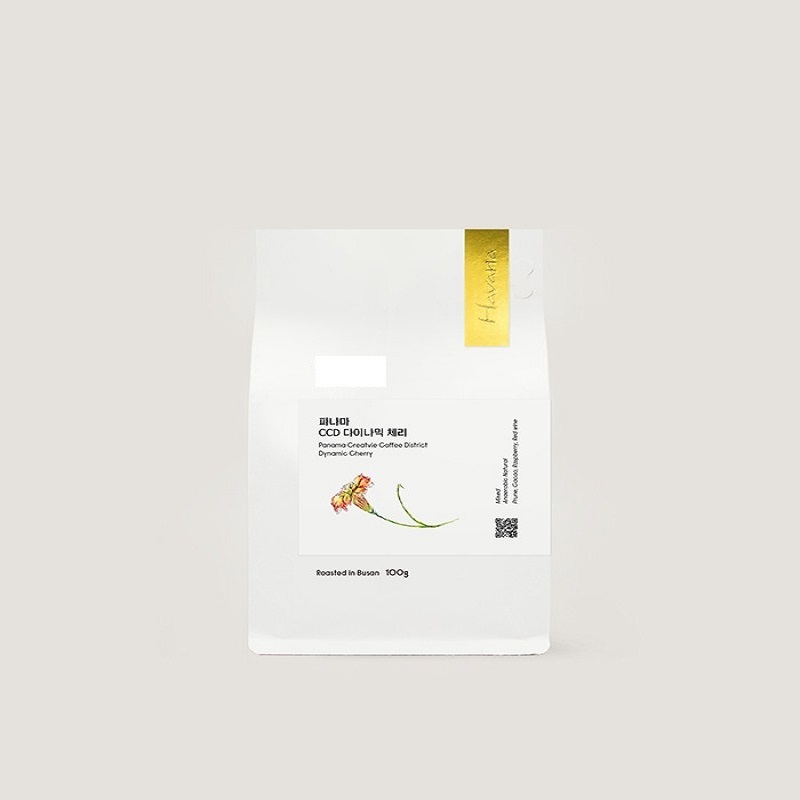 Havana
파나마
CCD 다이나믹 체리
Panama Creatvie Coffee District
Dynamic Cherry
Mixed
Anaerobic Natural
Prune, Cacao, Raspberry, Red wine
Roasted in Busan 100g